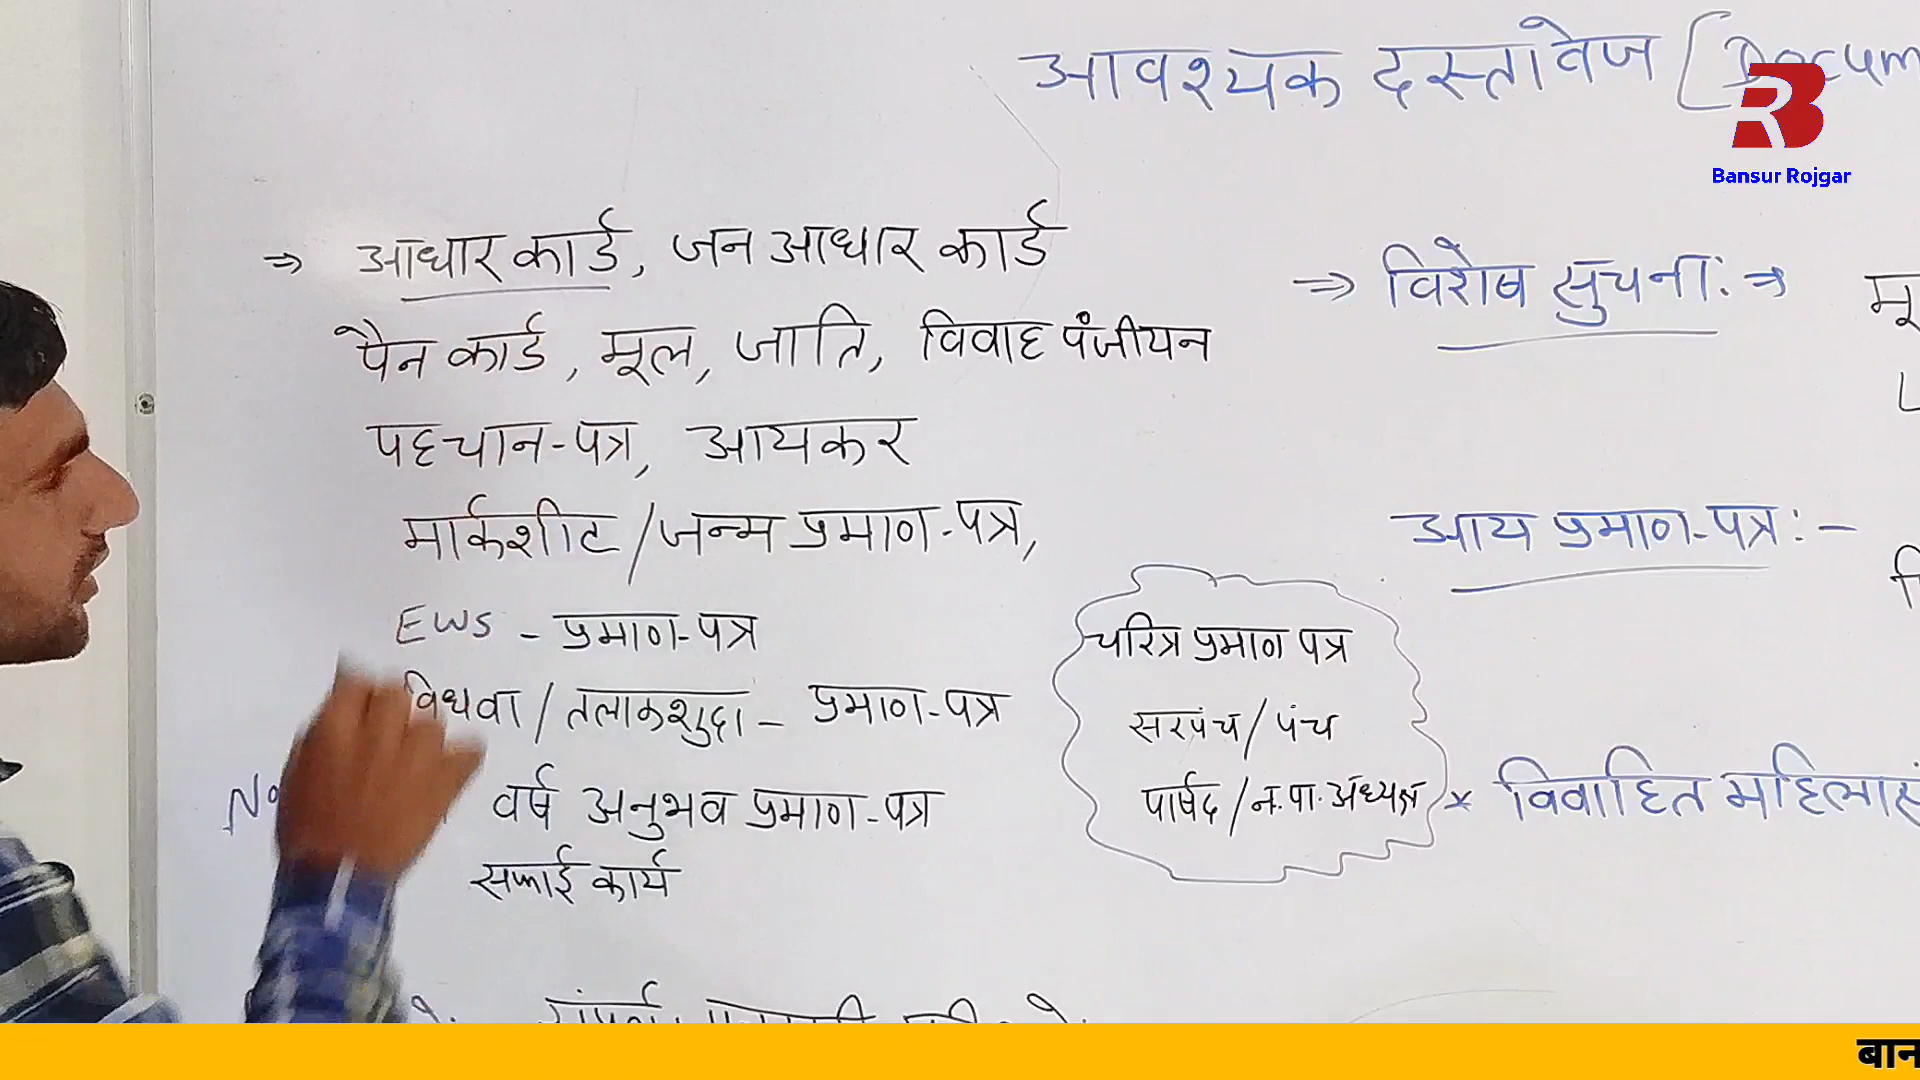 आवश्यक दस्तावेज
Bansur Rojgar
⇒ आधार कार्ड, जन आधार कार्ड
पैन कार्ड, मूल, जाति, विवाह पंजीयन
पहचान-पत्र, आयकर
मार्कशीट / जन्म प्रमाण-पत्र,
EWS - प्रमाण-पत्र
विधवा / तलाकशुदा - प्रमाण-पत्र
वर्ष अनुभव प्रमाण-पत्र
सफाई कार्य
⇒ विशेष सुचना: ⇒
आय प्रमाण-पत्र:-
चरित्र प्रमाण पत्र
सरपंच / पंच
पार्षद / न.पा. अध्यक्ष
* विवाहित